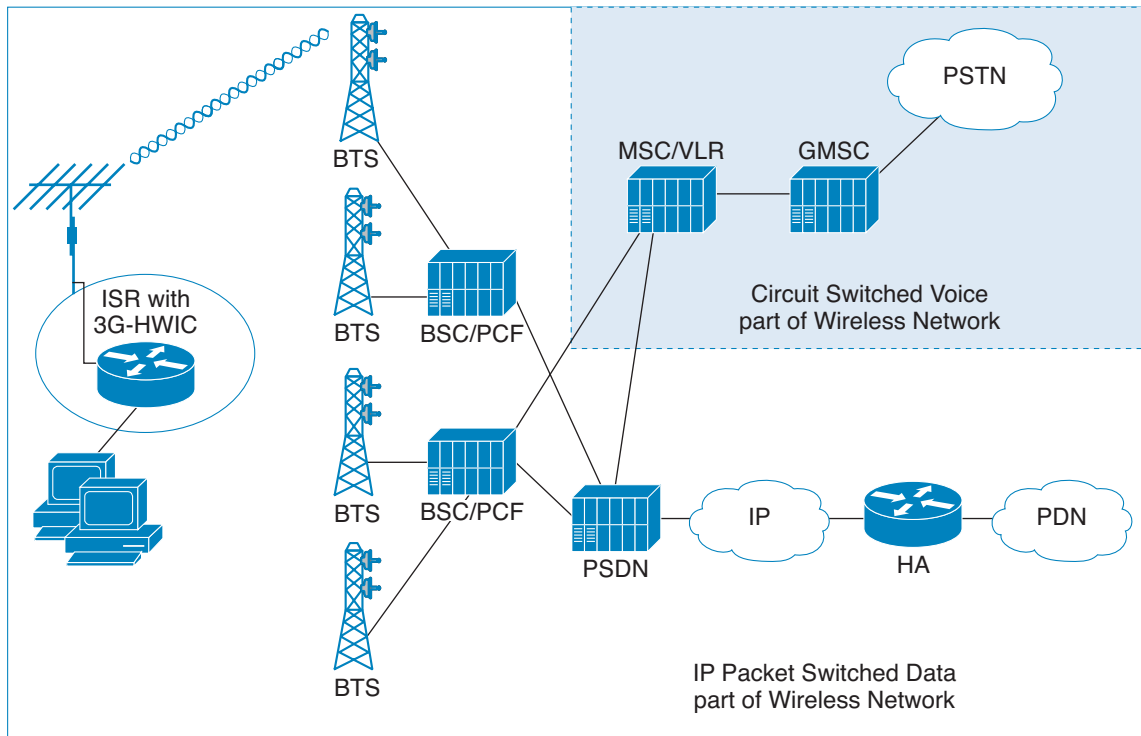 BTS
PSTN
MSC/VLR
GMSC
Circuit Switched Voice
part of Wireless Network
ISR with
3G-HWIC
BTS
BSC/PCF
BTS
BSC/PCF
BTS
PSDN
IP
HA
PDN
IP Packet Switched Data
part of Wireless Network